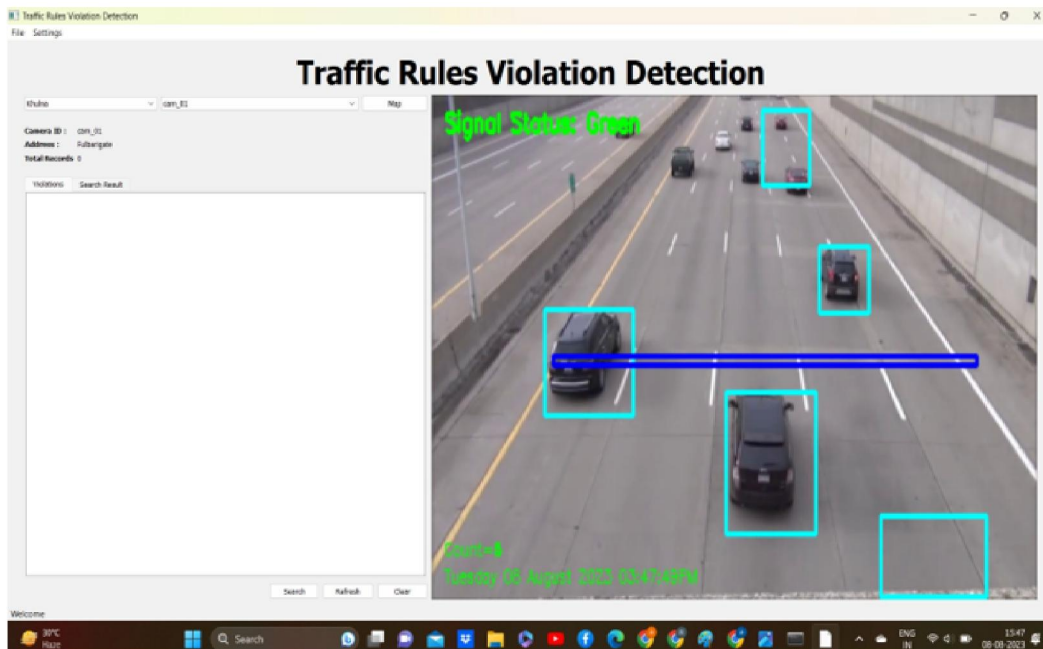 Traffic Rules Violation Detection
File Settings
Traffic Rules Violation Detection
Khulna cam_01 Map
Camera ID : cam_01
Address : Fulbarigate
Total Records 0
Violations Search Result
Signal Status: Green
Count=
Tuesday 08 August 2023 03:47:49PM
Search Refresh Clear
Welcome
30°C
Haze
Search
ENG
IN
15:47
08-08-2023